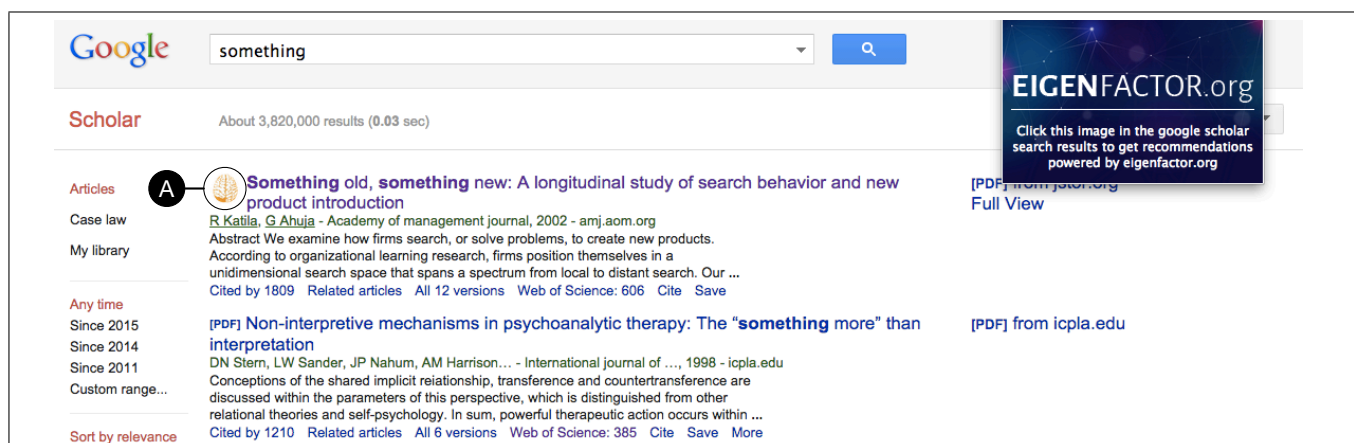 Google
something
EIGENFACTOR.org
Click this image in the google scholar
search results to get recommendations
powered by eigenfactor.org
Scholar
About 3,820,000 results (0.03 sec)
Articles
Case law
My library
Any time
Since 2015
Since 2014
Since 2011
Custom range...
Sort by relevance
A
Something old, something new: A longitudinal study of search behavior and new
product introduction
R Katila, G Ahuja - Academy of management journal, 2002 - amj.aom.org
Abstract We examine how firms search, or solve problems, to create new products.
According to organizational learning research, firms position themselves in a
unidimensional search space that spans a spectrum from local to distant search. Our ...
Cited by 1809 Related articles All 12 versions Web of Science: 606 Cite Save
[PDF] from jstor.org
Full View
[PDF] Non-interpretive mechanisms in psychoanalytic therapy: The “something more” than
interpretation
DN Stern, LW Sander, JP Nahum, AM Harrison... - International journal of ..., 1998 - icpla.edu
Conceptions of the shared implicit relationship, transference and countertransference are
discussed within the parameters of this perspective, which is distinguished from other
relational theories and self-psychology. In sum, powerful therapeutic action occurs within ...
Cited by 1210 Related articles All 6 versions Web of Science: 385 Cite Save More
[PDF] from icpla.edu